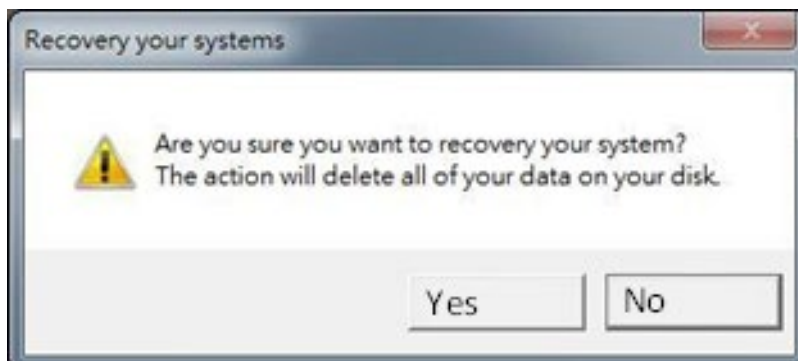 Recovery your systems
Are you sure you want to recovery your system?
The action will delete all of your data on your disk.
Yes
No